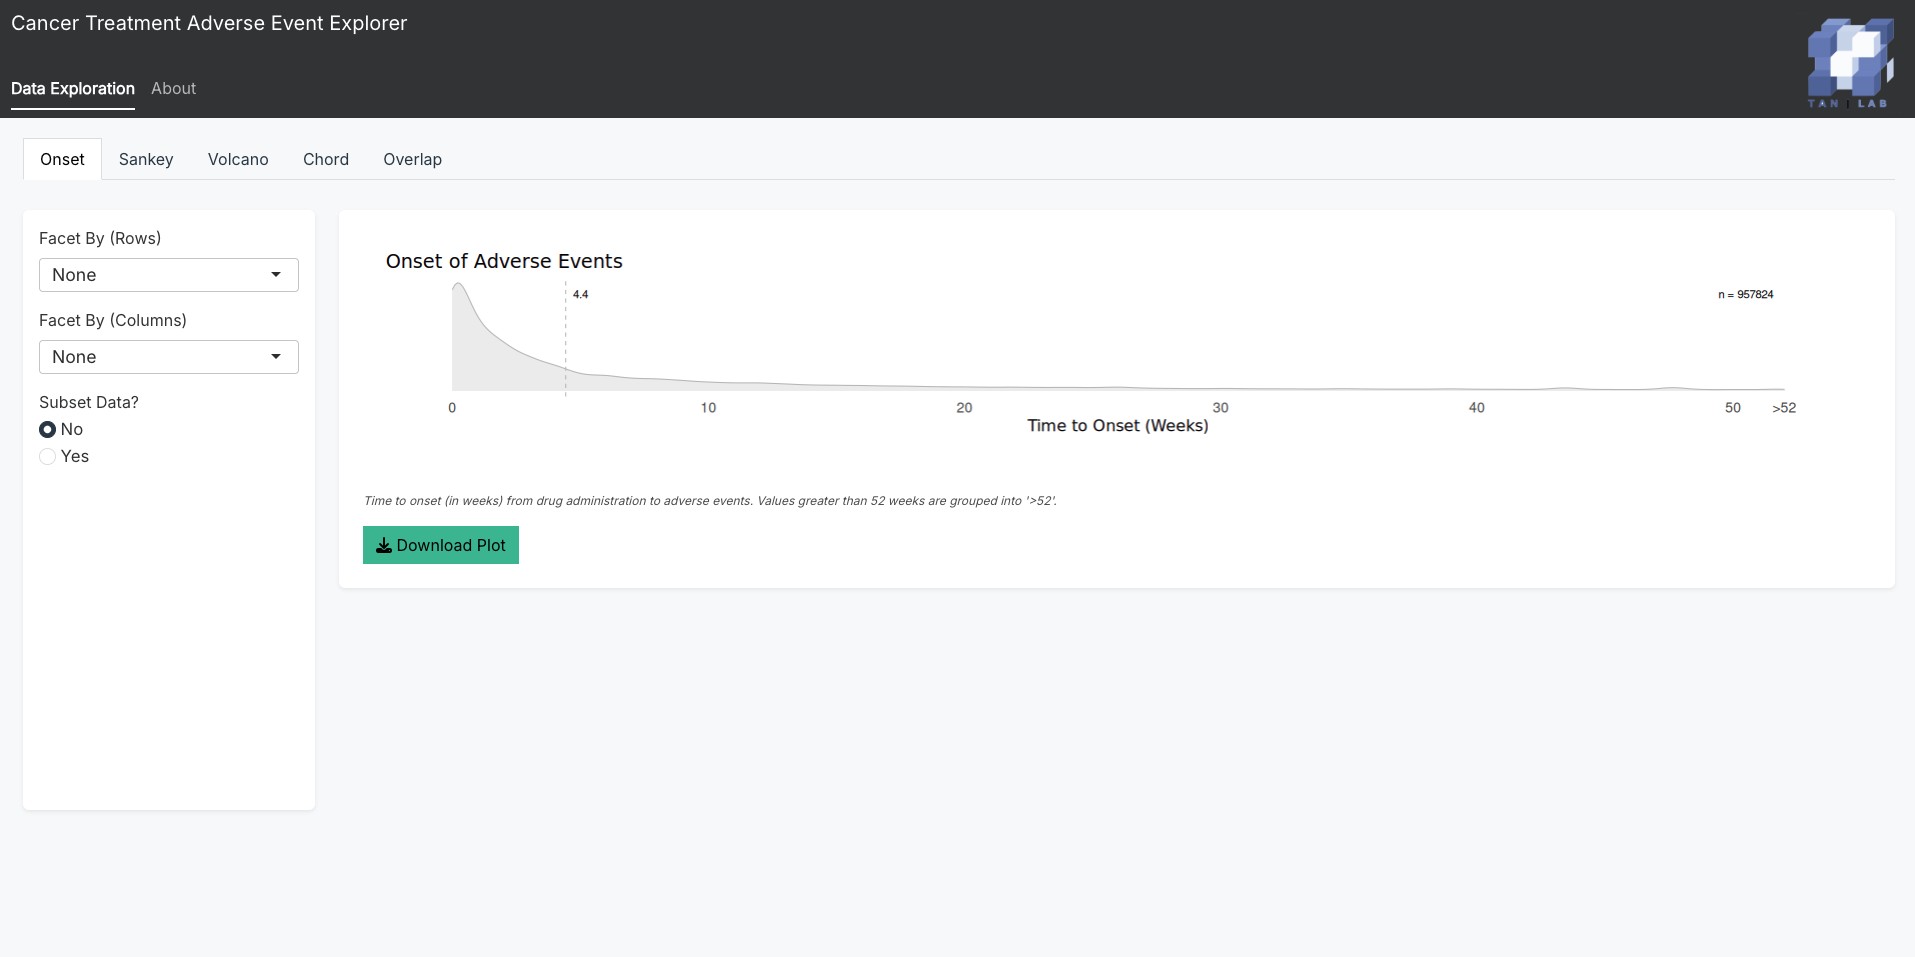 Cancer Treatment Adverse Event Explorer
Data Exploration
About
TAN | LAB
Onset
Sankey
Volcano
Chord
Overlap
Facet By (Rows)
None
Facet By (Columns)
None
Subset Data?
No
Yes
Onset of Adverse Events
4.4
n = 957824
0 10 20 30 40 50 >52
Time to Onset (Weeks)
Time to onset (in weeks) from drug administration to adverse events. Values greater than 52 weeks are grouped into '>52'.
Download Plot